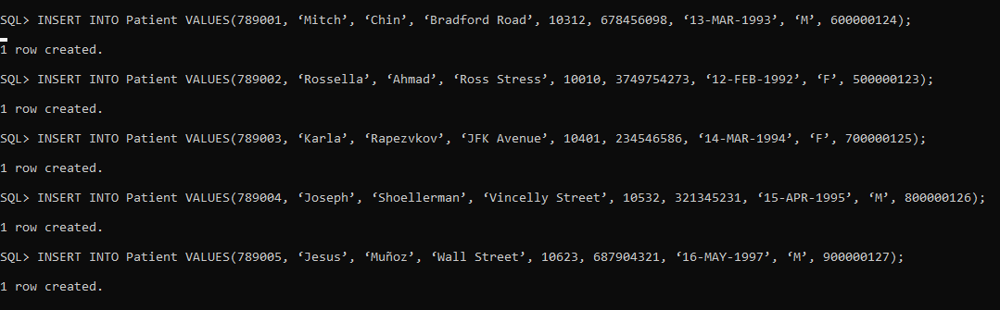 SQL> INSERT INTO Patient VALUES(789001, ‘Mitch’, ‘Chin’, ‘Bradford Road’, 10312, 678456098, ‘13-MAR-1993’, ‘M’, 600000124);
1 row created.
SQL> INSERT INTO Patient VALUES(789002, ‘Rossella’, ‘Ahmad’, ‘Ross Stress’, 10010, 3749754273, ‘12-FEB-1992’, ‘F’, 500000123);
1 row created.
SQL> INSERT INTO Patient VALUES(789003, ‘Karla’, ‘Rapezvkov’, ‘JFK Avenue’, 10401, 234546586, ‘14-MAR-1994’, ‘F’, 700000125);
1 row created.
SQL> INSERT INTO Patient VALUES(789004, ‘Joseph’, ‘Shoellerman’, ‘Vincelly Street’, 10532, 321345231, ‘15-APR-1995’, ‘M’, 800000126);
1 row created.
SQL> INSERT INTO Patient VALUES(789005, ‘Jesus’, ‘Muñoz’, ‘Wall Street’, 10623, 687904321, ‘16-MAY-1997’, ‘M’, 900000127);
1 row created.